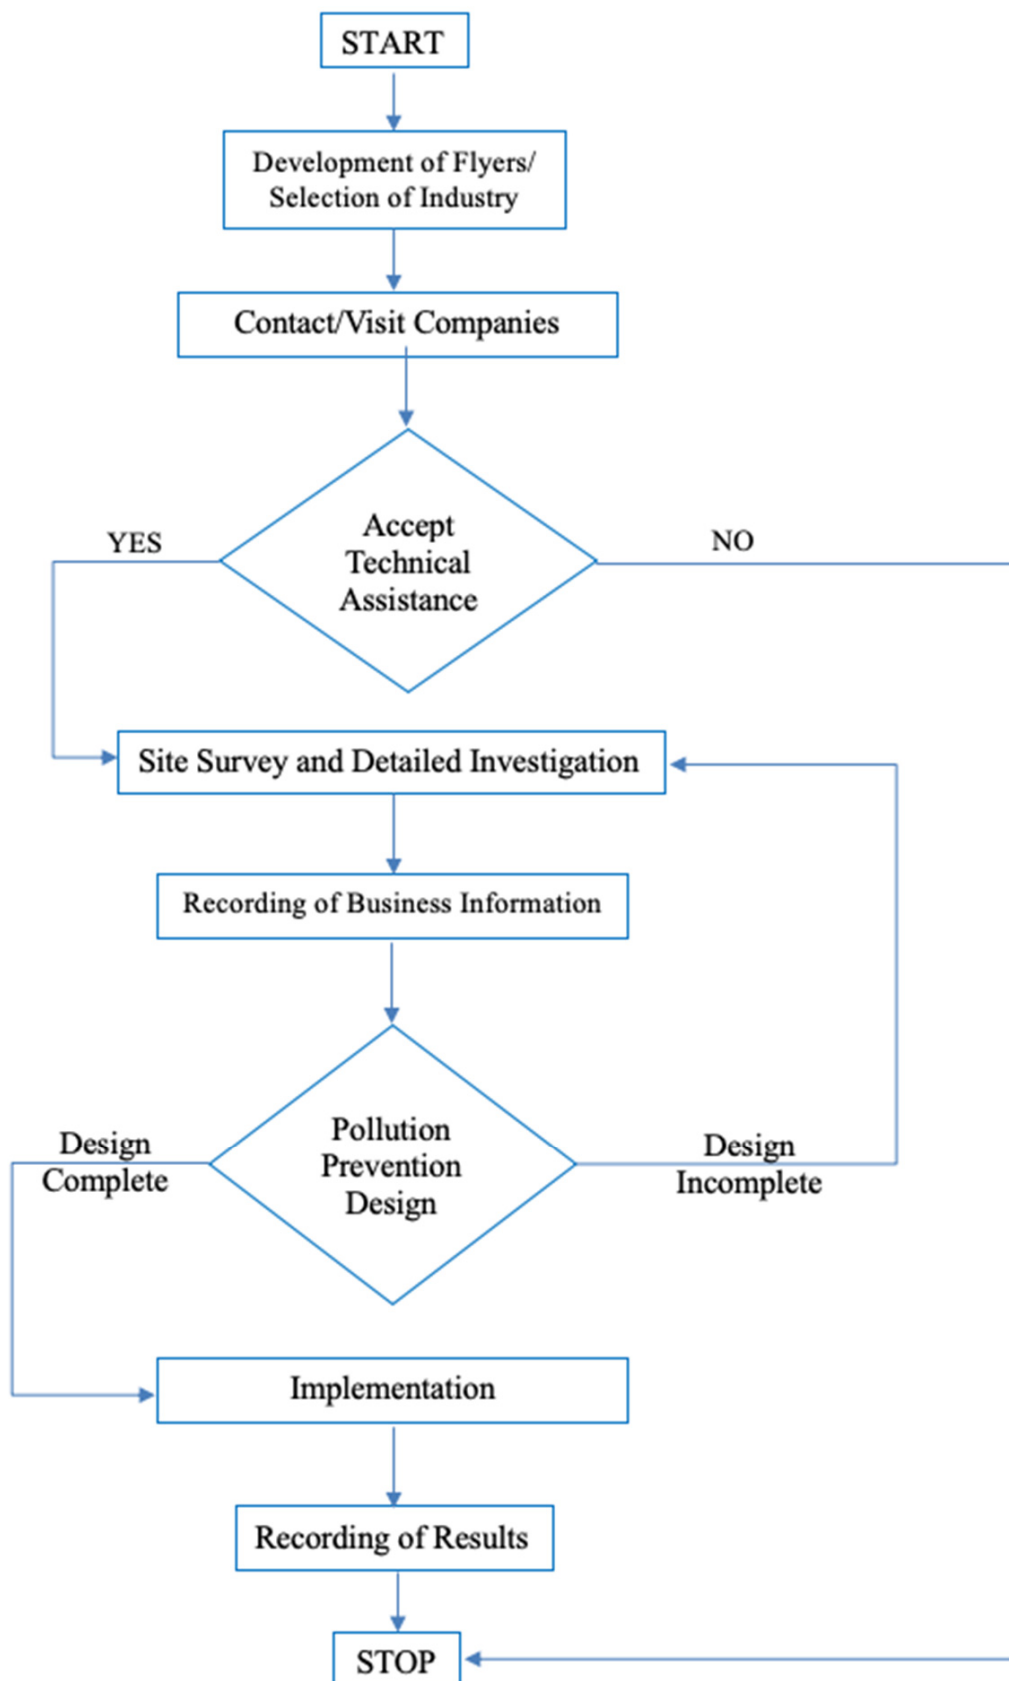 START
Development of Flyers/
Selection of Industry
Contact/Visit Companies
Accept
Technical
Assistance
YES
NO
Site Survey and Detailed Investigation
Recording of Business Information
Pollution
Prevention
Design
Design
Complete
Design
Incomplete
Implementation
Recording of Results
STOP